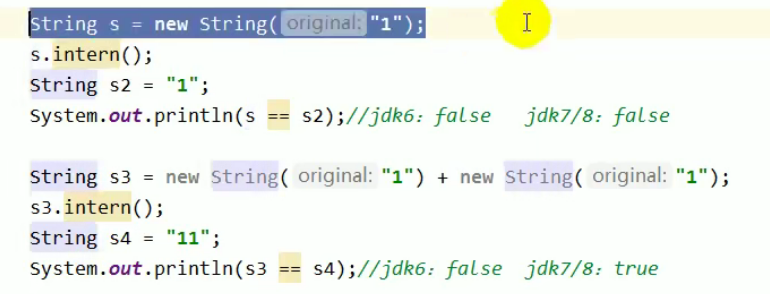 String s = new String( original: "1");
s.intern();
String s2 = "1";
System.out.println(s == s2);//jdk6：false   jdk7/8：false
String s3 = new String( original: "1") + new String( original: "1");
s3.intern();
String s4 = "11";
System.out.println(s3 == s4);//jdk6：false  jdk7/8：true